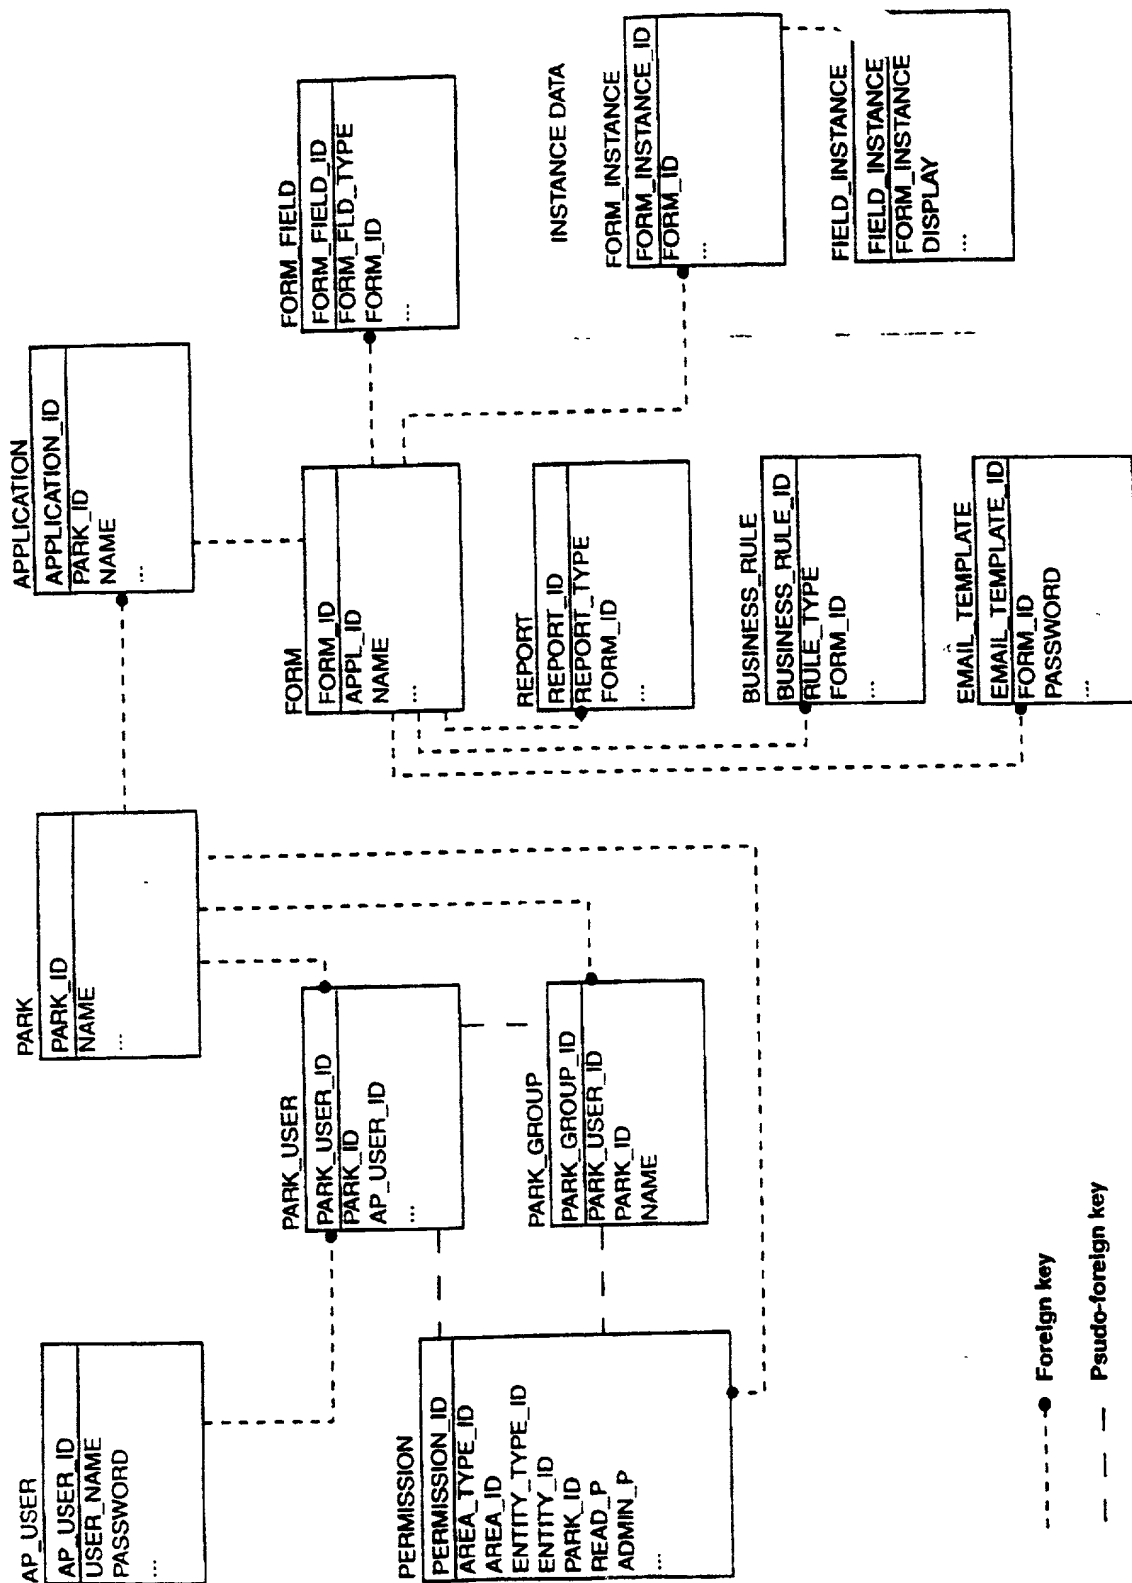 AP_USER
AP_USER_ID
USER_NAME
PASSWORD
...
PARK
PARK_ID
NAME
...
APPLICATION
APPLICATION_ID
PARK_ID
NAME
...
PERMISSION
PERMISSION_ID
AREA_TYPE_ID
AREA_ID
ENTITY_TYPE_ID
ENTITY_ID
PARK_ID
READ_P
ADMIN_P
...
PARK_USER
PARK_USER_ID
PARK_ID
AP_USER_ID
...
PARK_GROUP
PARK_GROUP_ID
PARK_USER_ID
PARK_ID
NAME
FORM
FORM_ID
APPL_ID
NAME
...
FORM_FIELD
FORM_FIELD_ID
FORM_FLD_TYPE
FORM_ID
...
REPORT
REPORT_ID
REPORT_TYPE
FORM_ID
...
BUSINESS_RULE
BUSINESS_RULE_ID
RULE_TYPE
FORM_ID
...
EMAIL_TEMPLATE
EMAIL_TEMPLATE_ID
FORM_ID
PASSWORD
...
INSTANCE DATA
FORM_INSTANCE
FORM_INSTANCE_ID
FORM_ID
...
FIELD_INSTANCE
FIELD_INSTANCE
FORM_INSTANCE
DISPLAY
...
Foreign key
Psudo-foreign key